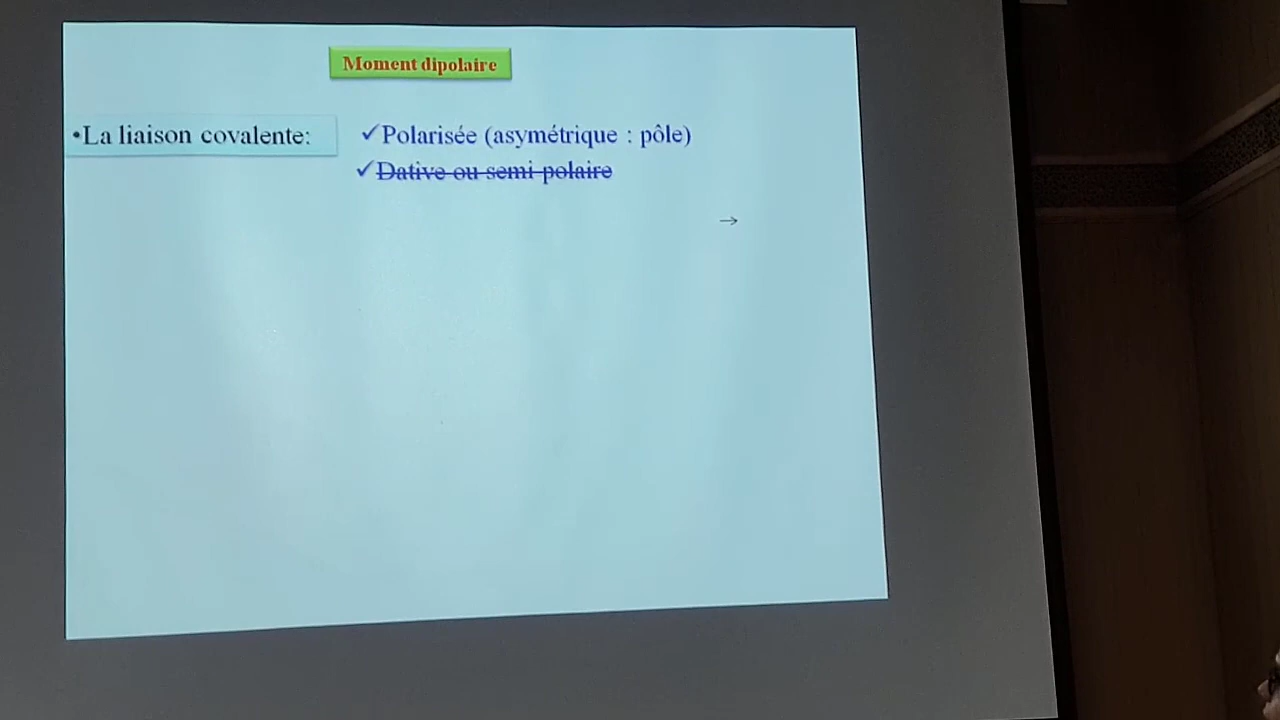 Moment dipolaire
•La liaison covalente:
✓Polarisée (asymétrique : pôle)
✓Dative ou semi-polaire
→